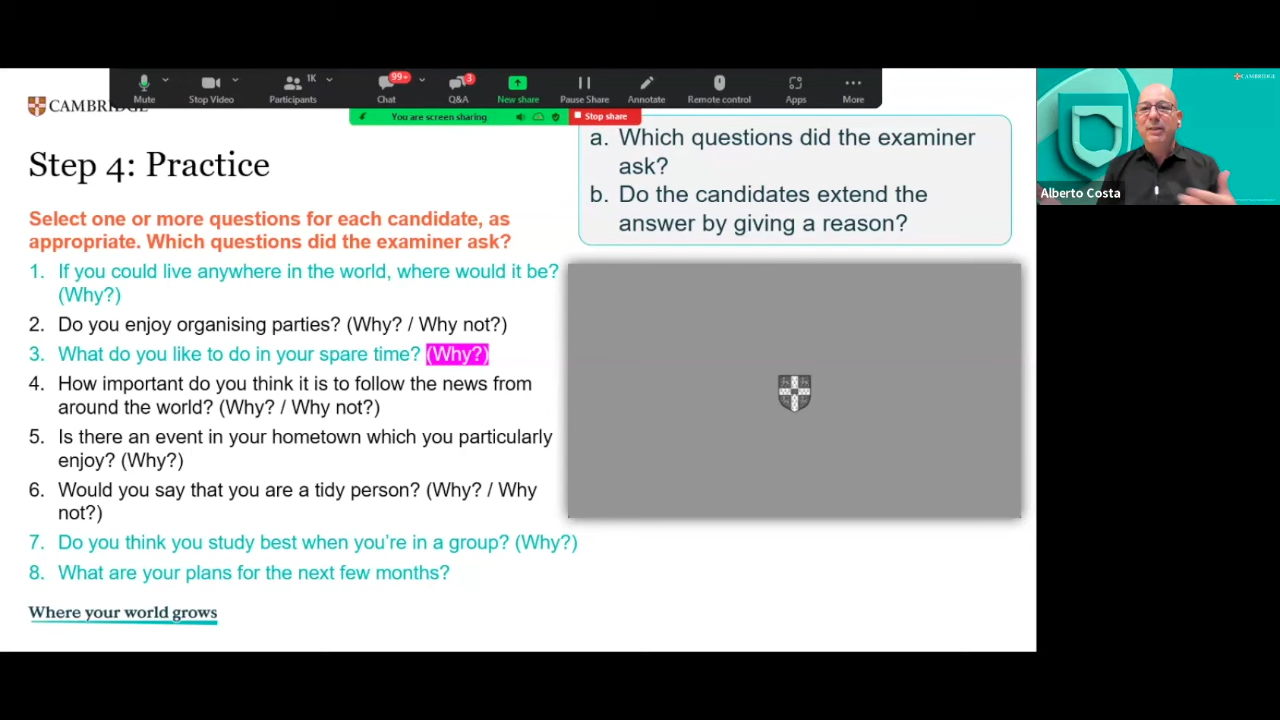 Mute
Stop Video
1K
Participants
99+
Chat
3
Q&A
New share
Pause Share
Annotate
Remote control
Apps
More
You are screen sharing
Stop share
CAMBRIDGE
CAMBRIDGE
Alberto Costa
Step 4: Practice
Select one or more questions for each candidate, as
appropriate. Which questions did the examiner ask?
1. If you could live anywhere in the world, where would it be?
(Why?)
2. Do you enjoy organising parties? (Why? / Why not?)
3. What do you like to do in your spare time? (Why?)
4. How important do you think it is to follow the news from
around the world? (Why? / Why not?)
5. Is there an event in your hometown which you particularly
enjoy? (Why?)
6. Would you say that you are a tidy person? (Why? / Why
not?)
7. Do you think you study best when you're in a group? (Why?)
8. What are your plans for the next few months?
Where your world grows
a. Which questions did the examiner
ask?
b. Do the candidates extend the
answer by giving a reason?